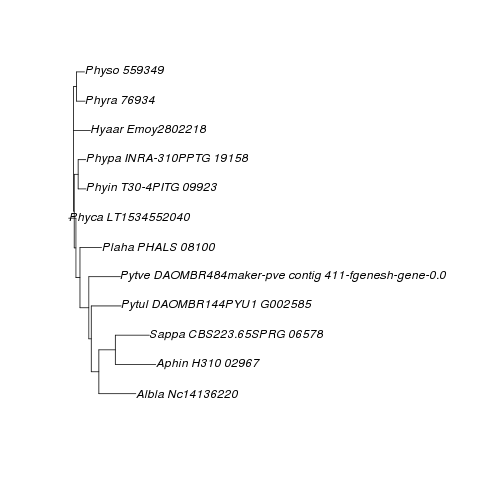 Physo 559349
Phyra 76934
Hyaar Emoy2802218
Phypa INRA-310PPTG 19158
Phyin T30-4PITG 09923
Phyca LT1534552040
Plaha PHALS 08100
Pytve DAOMBR484maker-pve contig 411-fgenesh-gene-0.0
Pytul DAOMBR144PYU1 G002585
Sappa CBS223.65SPRG 06578
Aphin H310 02967
Albla Nc14136220